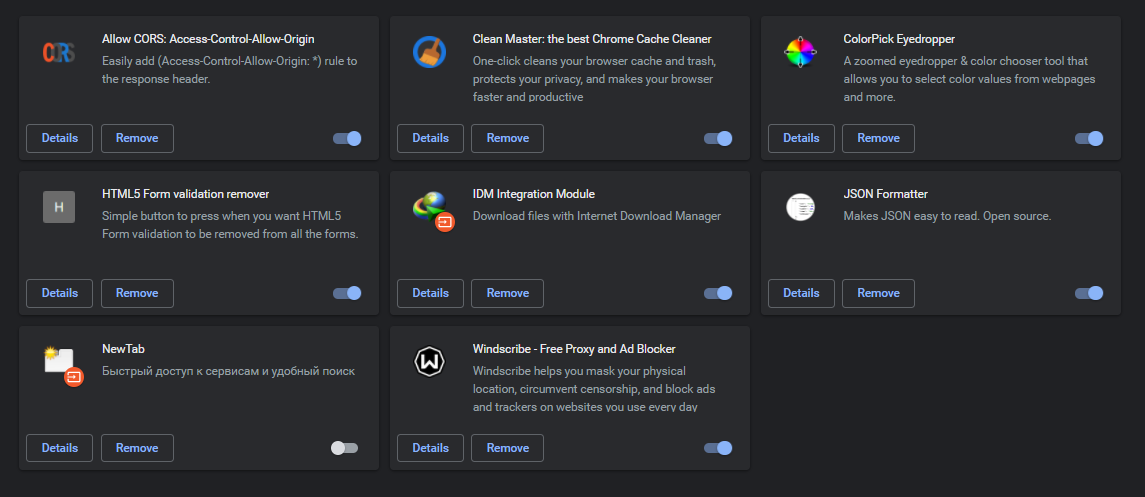 CORS
Allow CORS: Access-Control-Allow-Origin
Easily add (Access-Control-Allow-Origin: *) rule to
the response header.
Details
Remove
Clean Master: the best Chrome Cache Cleaner
One-click cleans your browser cache and trash,
protects your privacy, and makes your browser
faster and productive
Details
Remove
ColorPick Eyedropper
A zoomed eyedropper & color chooser tool that
allows you to select color values from webpages
and more.
Details
Remove
H
HTML5 Form validation remover
Simple button to press when you want HTML5
Form validation to be removed from all the forms.
Details
Remove
IDM Integration Module
Download files with Internet Download Manager
Details
Remove
JSON Formatter
Makes JSON easy to read. Open source.
Details
Remove
NewTab
Быстрый доступ к сервисам и удобный поиск
Details
Remove
W
Windscribe - Free Proxy and Ad Blocker
Windscribe helps you mask your physical
location, circumvent censorship, and block ads
and trackers on websites you use every day
Details
Remove